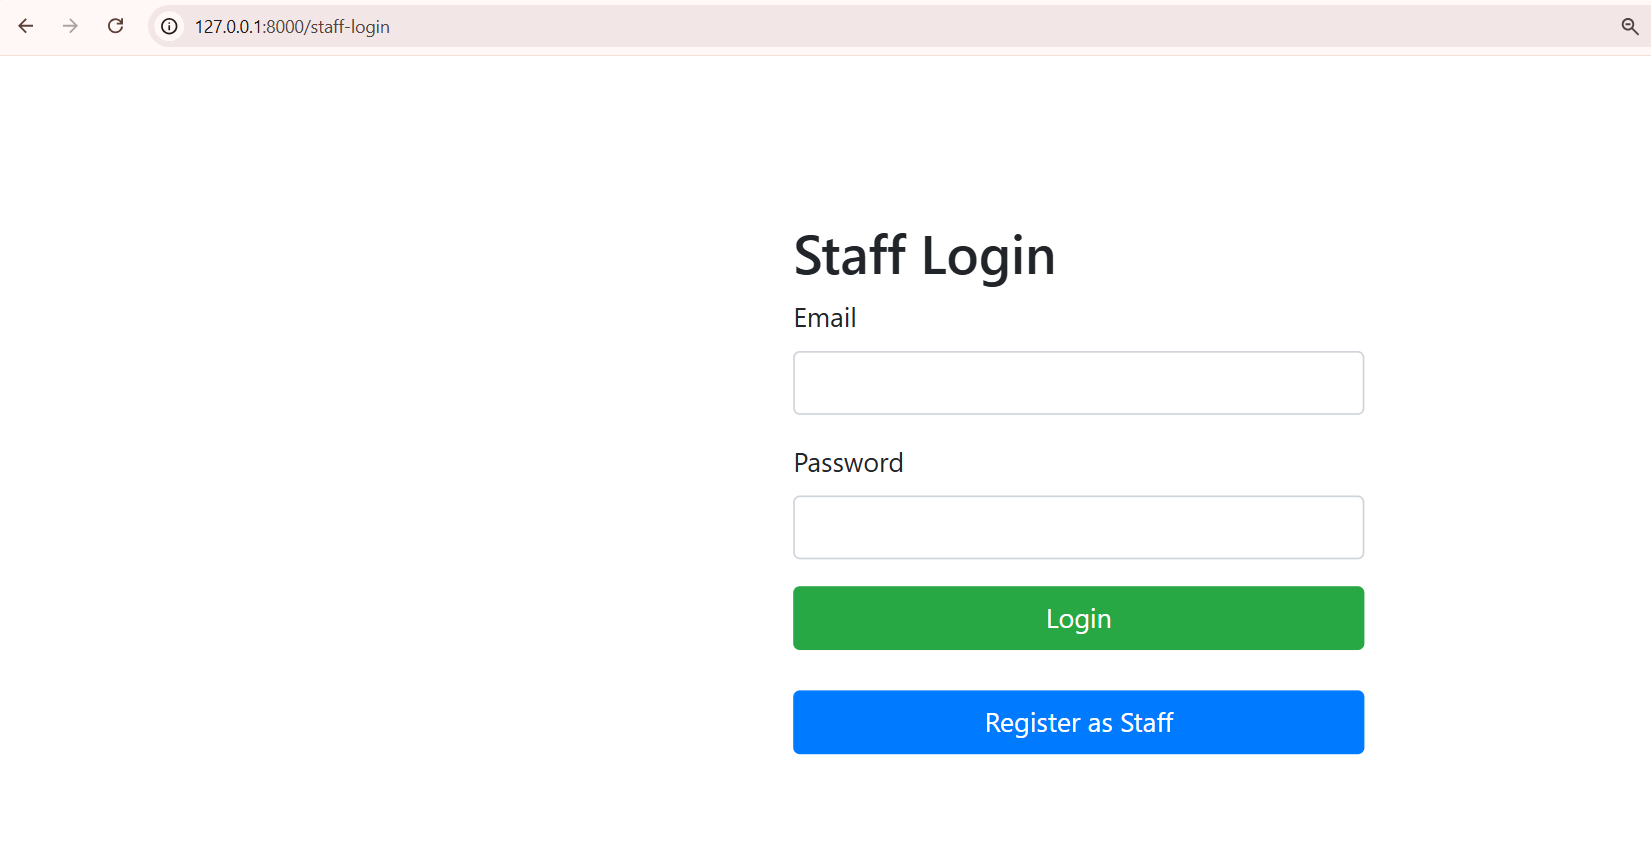 127.0.0.1:8000/staff-login
Staff Login
Email
Password
Login
Register as Staff